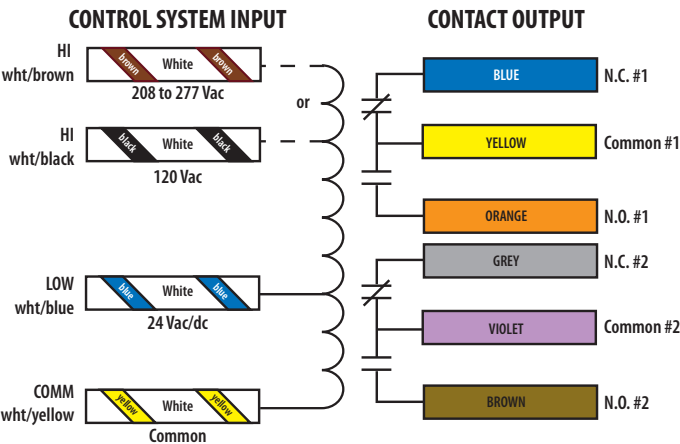 CONTROL SYSTEM INPUT
CONTACT OUTPUT
HI
wht/brown
brown
White
brown
208 to 277 Vac
or
HI
wht/black
black
White
black
120 Vac
LOW
wht/blue
blue
White
blue
24 Vac/dc
COMM
wht/yellow
yellow
White
yellow
Common
BLUE
N.C. #1
YELLOW
Common #1
ORANGE
N.O. #1
GREY
N.C. #2
VIOLET
Common #2
BROWN
N.O. #2